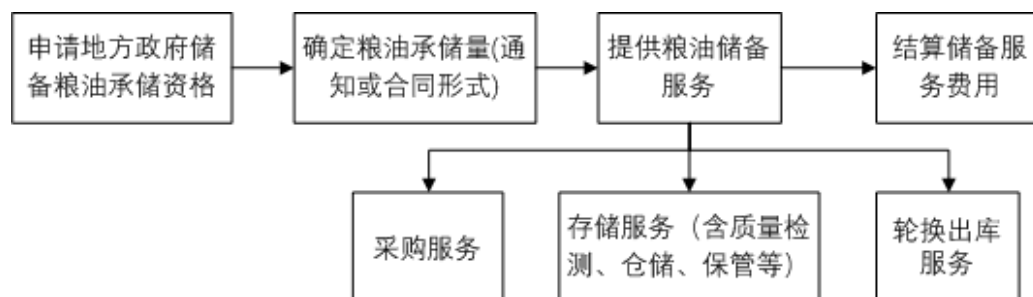 申请地方政府储
备粮油承储资格
确定粮油承储量(通
知或合同形式)
提供粮油储备
服务
结算储备服
务费用
采购服务
存储服务（含质量检
测、仓储、保管等）
轮换出库
服务